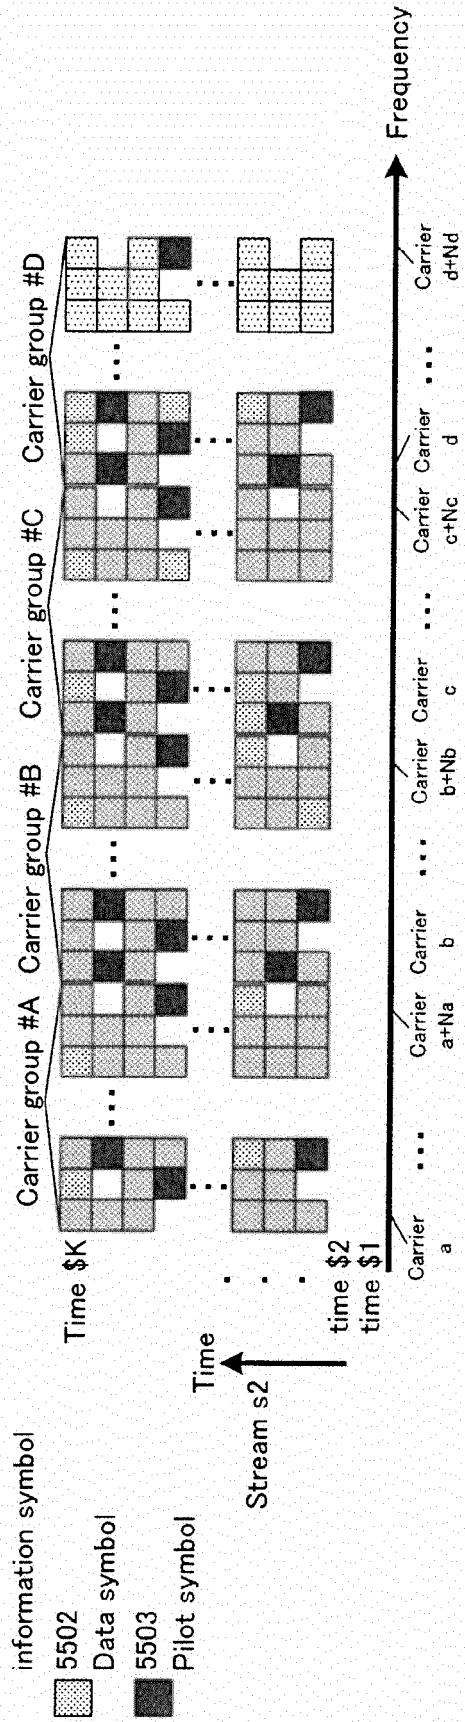 information symbol
5502
Data symbol
5503
Pilot symbol
Carrier group #A
Carrier group #B
Carrier group #C
Carrier group #D
Time $K
Time
Stream s2
time $2
time $1
Frequency
Carrier
a
Carrier
a+Na
Carrier
b
Carrier
b+Nb
Carrier
c
Carrier
c+Nc
Carrier
d
Carrier
d+Nd